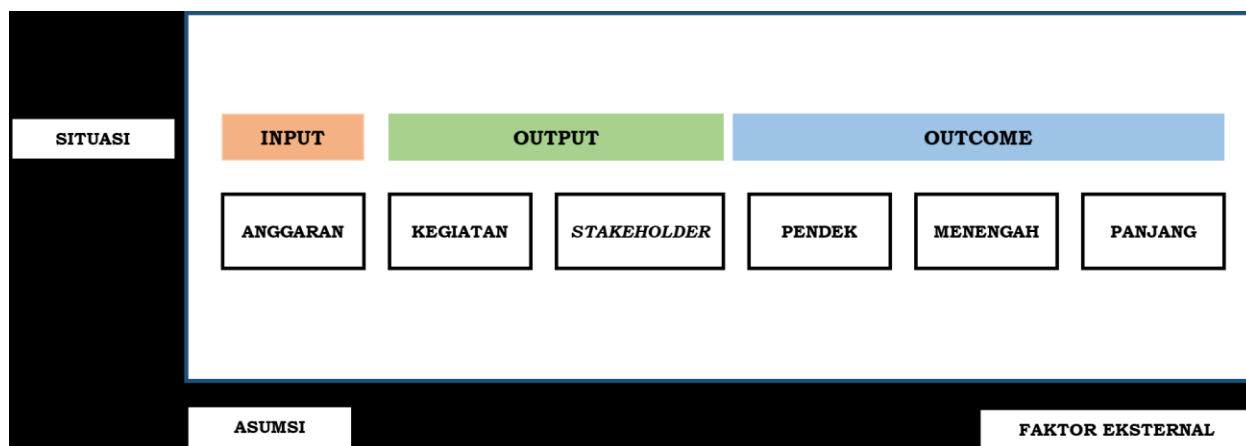 SITUASI
INPUT
OUTPUT
OUTCOME
ANGGARAN
KEGIATAN
STAKEHOLDER
PENDEK
MENENGAH
PANJANG
ASUMSI
FAKTOR EKSTERNAL